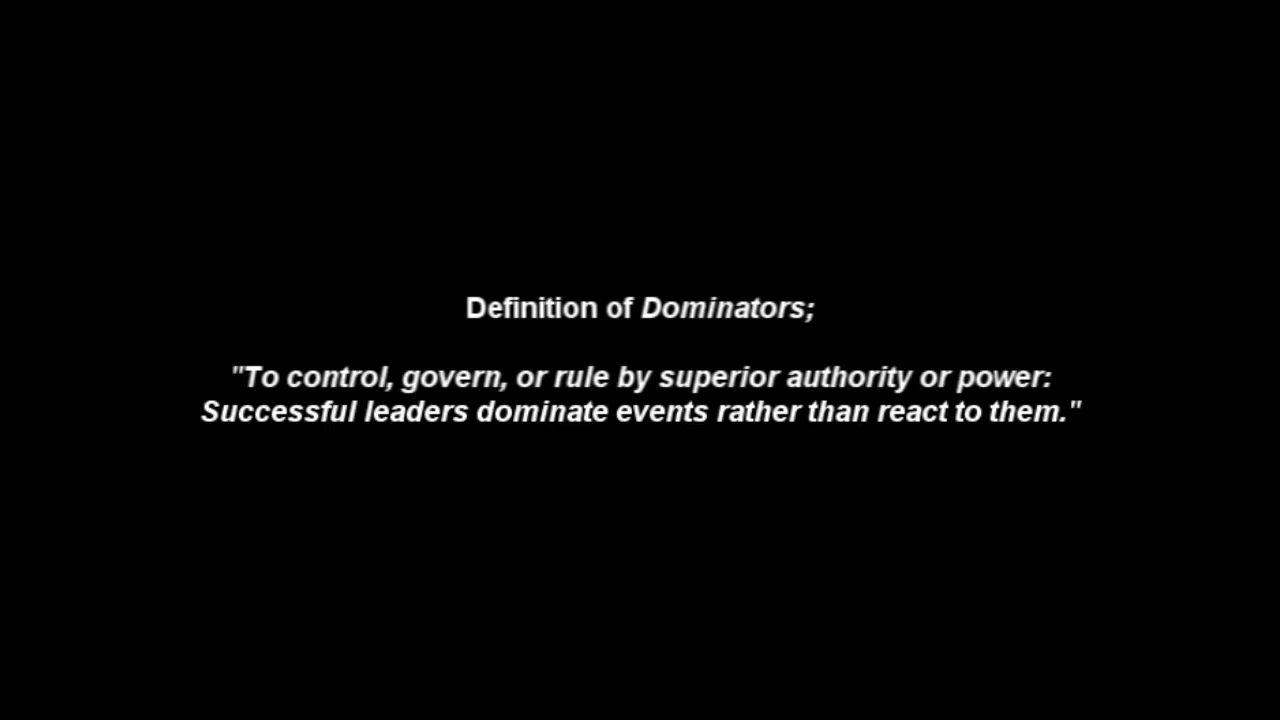 Definition of Dominators;
"To control, govern, or rule by superior authority or power:
Successful leaders dominate events rather than react to them."